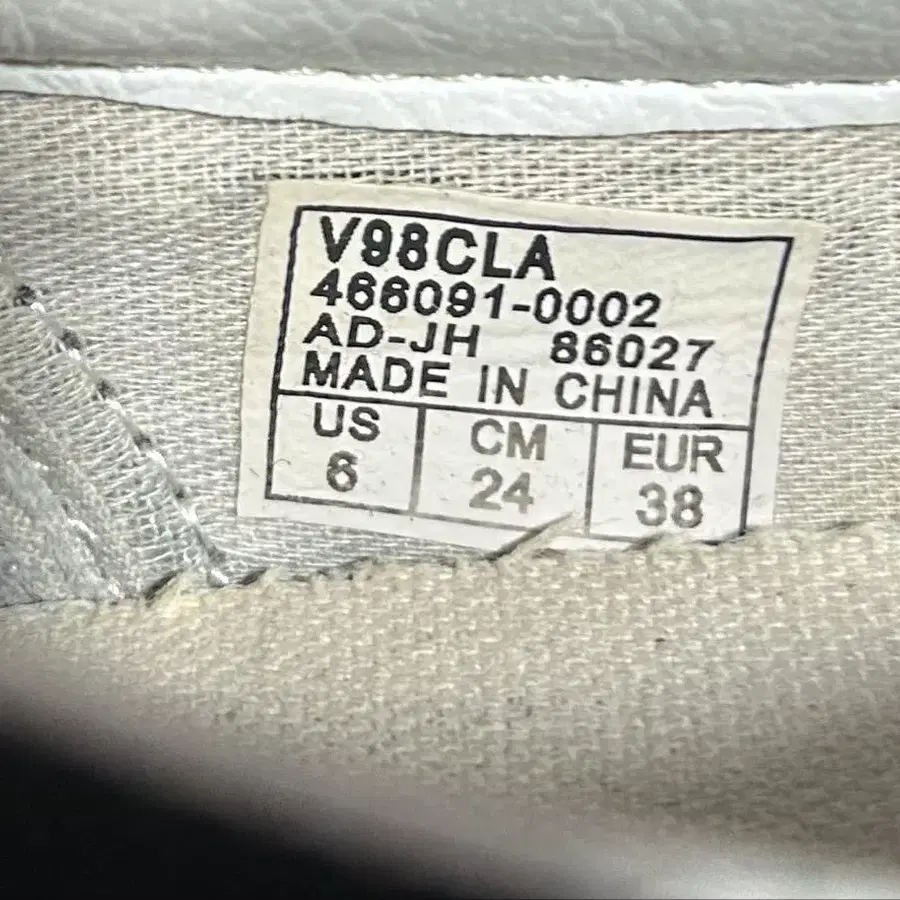 V98CLA
466091-0002
AD-JH 86027
MADE IN CHINA
US CM EUR
6 24 38